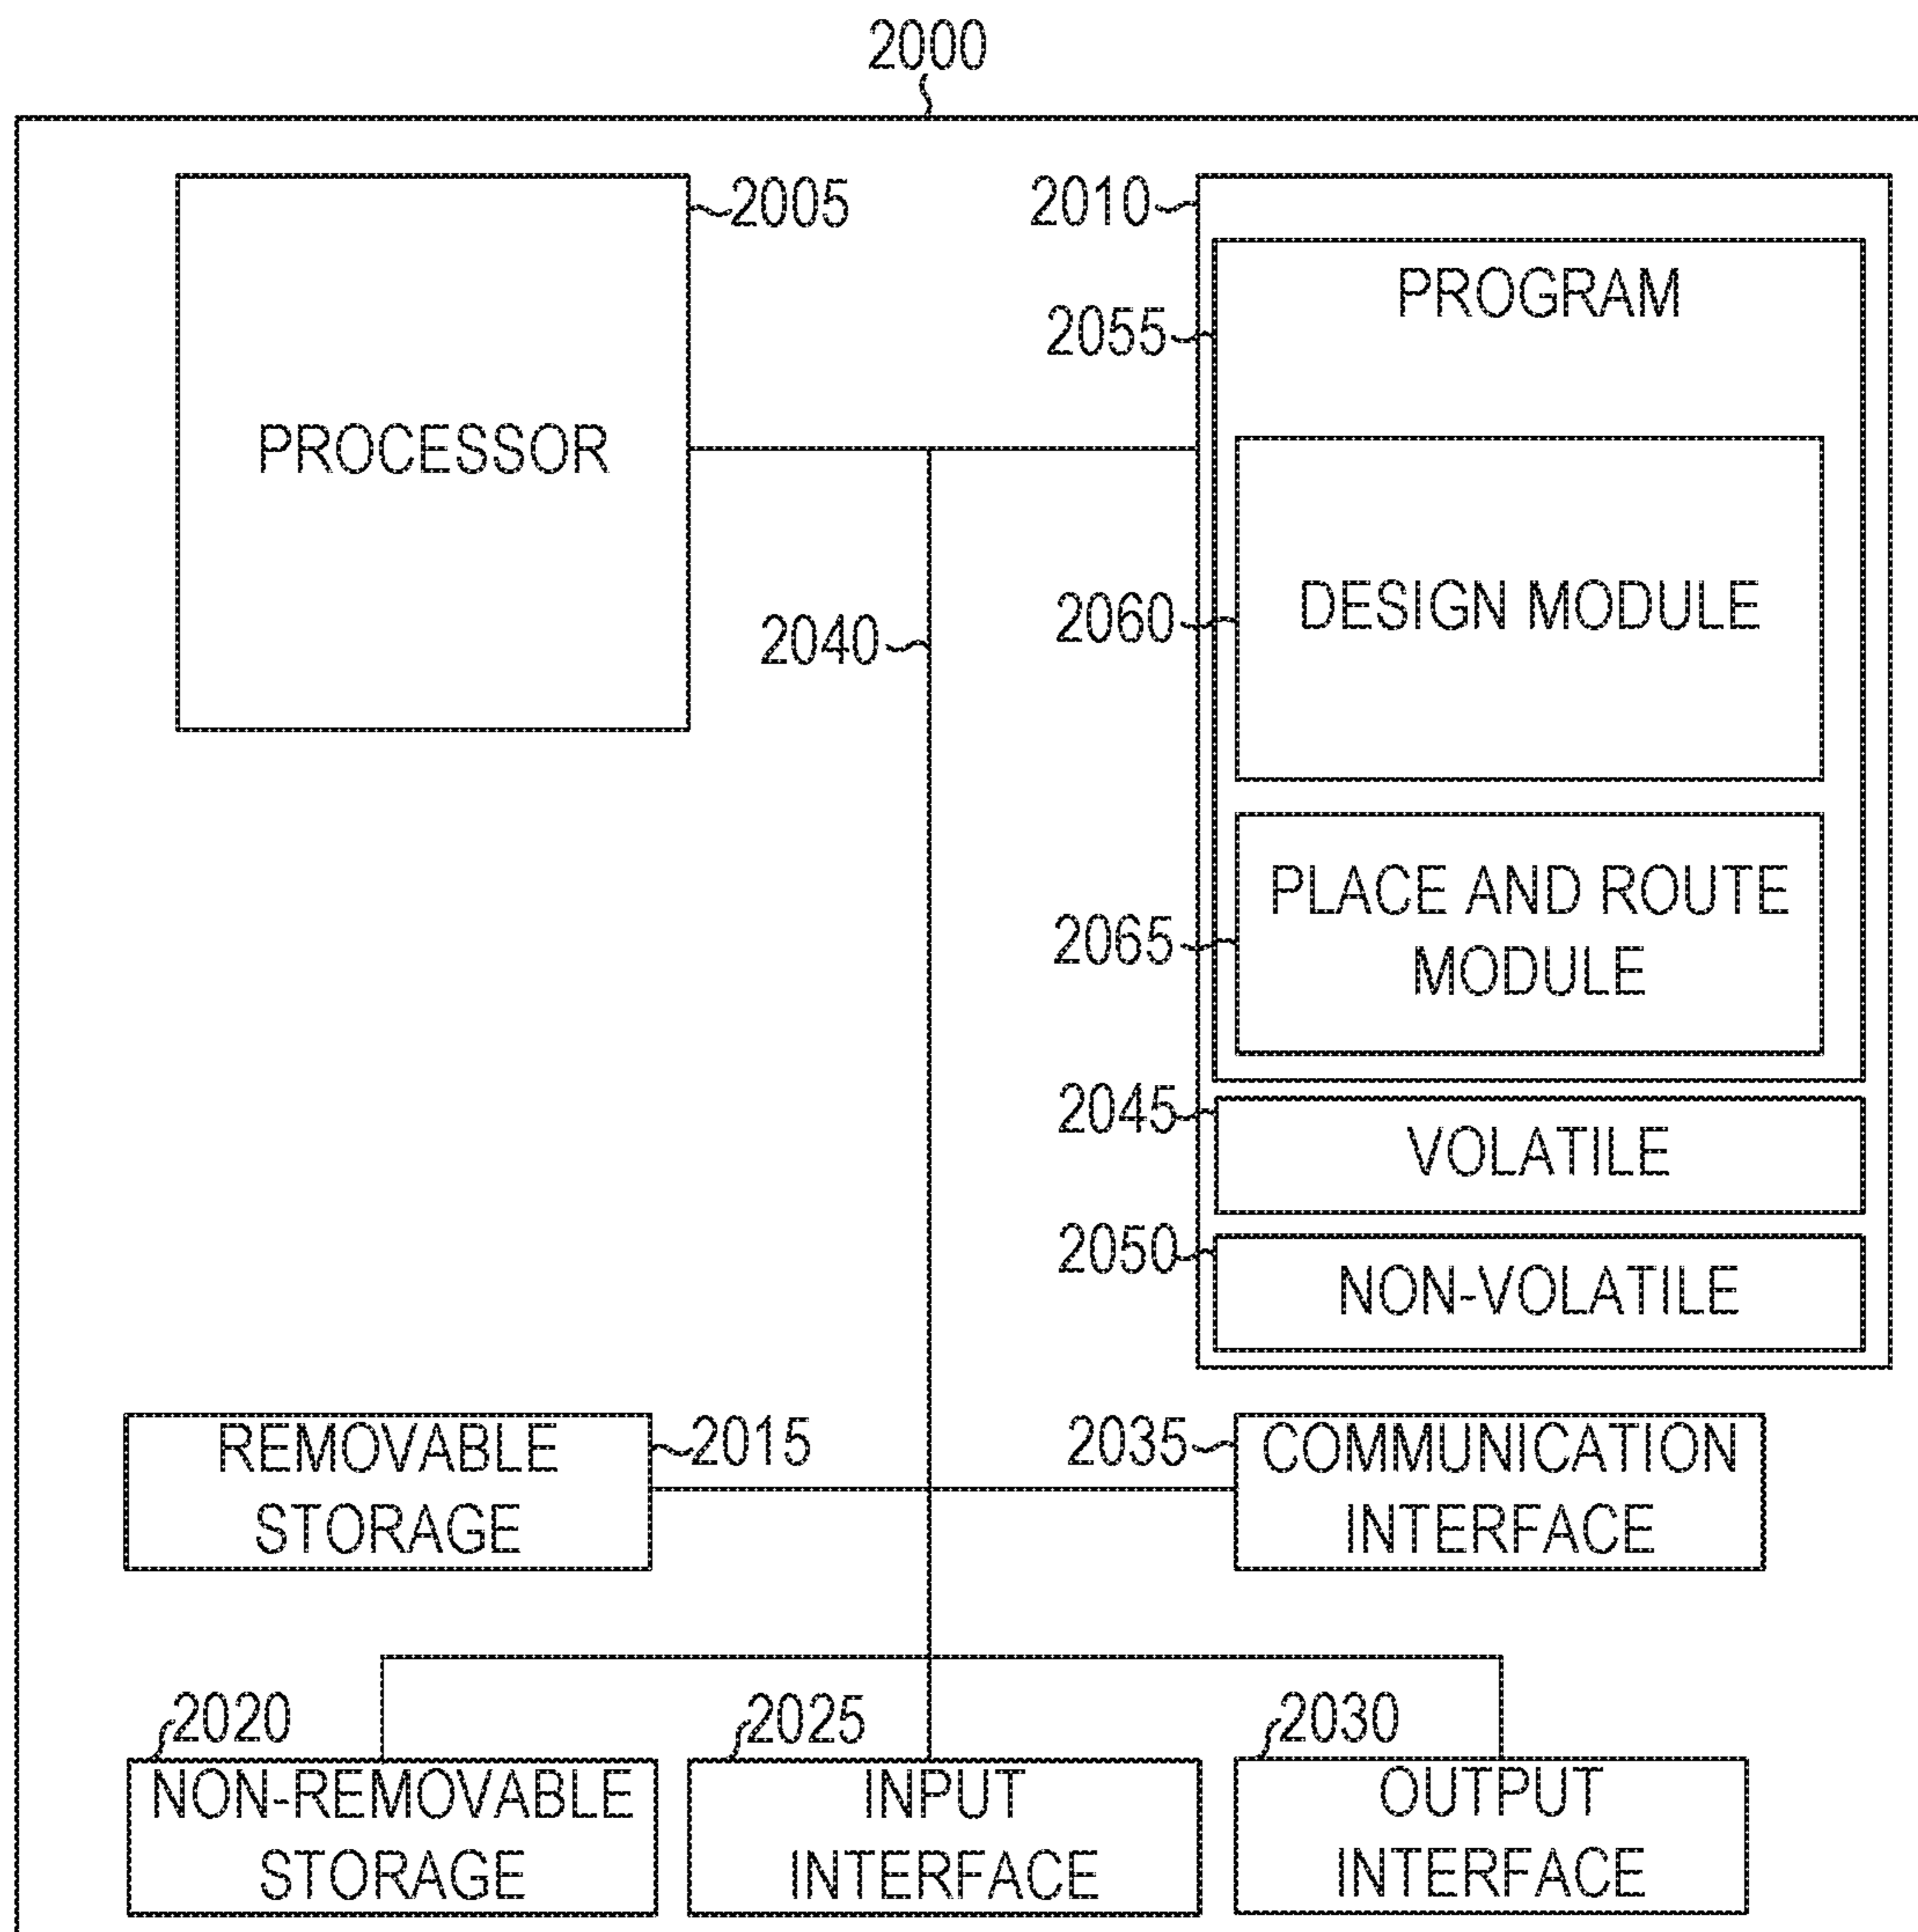 2000
2005
2010
PROGRAM
2055
PROCESSOR
2040
2060
DESIGN MODULE
2065
PLACE AND ROUTE
MODULE
2045
VOLATILE
2050
NON-VOLATILE
REMOVABLE
STORAGE
2015
2035
COMMUNICATION
INTERFACE
2020
NON-REMOVABLE
STORAGE
2025
INPUT
INTERFACE
2030
OUTPUT
INTERFACE